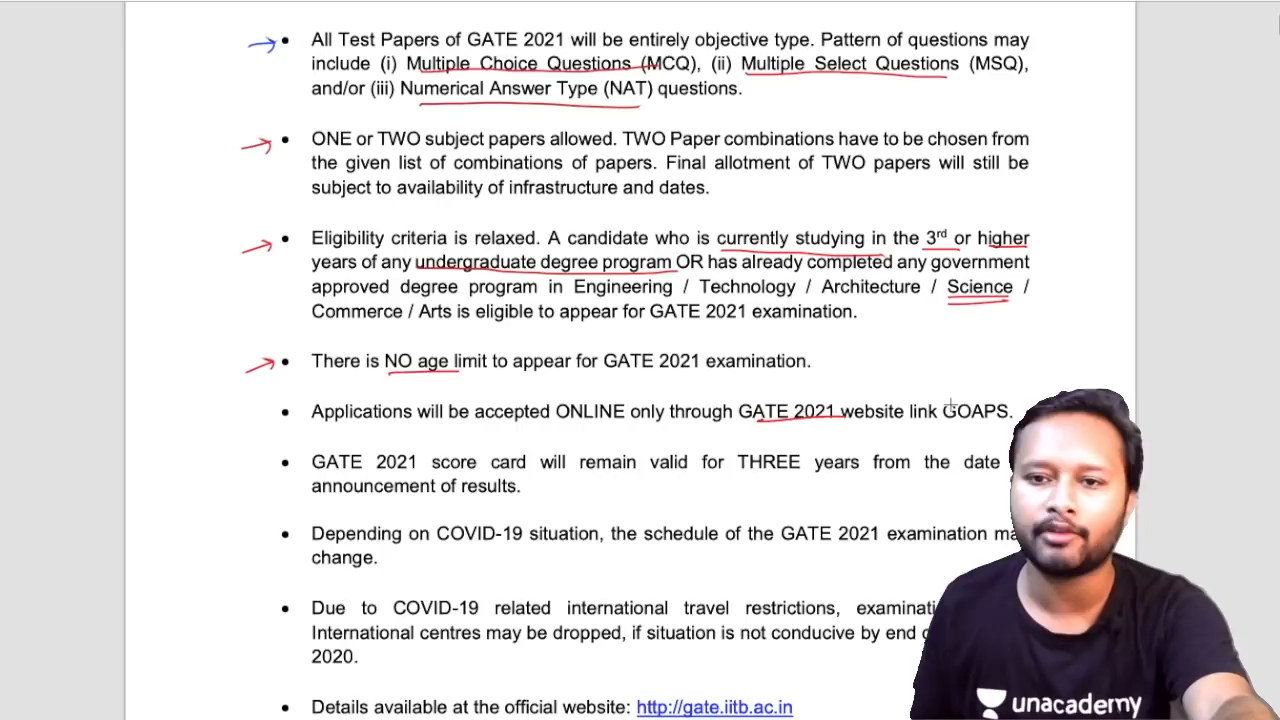 All Test Papers of GATE 2021 will be entirely objective type. Pattern of questions may
include (i) Multiple Choice Questions (MCQ), (ii) Multiple Select Questions (MSQ),
and/or (iii) Numerical Answer Type (NAT) questions.
ONE or TWO subject papers allowed. TWO Paper combinations have to be chosen from
the given list of combinations of papers. Final allotment of TWO papers will still be
subject to availability of infrastructure and dates.
Eligibility criteria is relaxed. A candidate who is currently studying in the 3rd or higher
years of any undergraduate degree program OR has already completed any government
approved degree program in Engineering / Technology / Architecture / Science /
Commerce / Arts is eligible to appear for GATE 2021 examination.
There is NO age limit to appear for GATE 2021 examination.
Applications will be accepted ONLINE only through GATE 2021 website link GOAPS.
GATE 2021 score card will remain valid for THREE years from the date
announcement of results.
Depending on COVID-19 situation, the schedule of the GATE 2021 examination
change.
Due to COVID-19 related international travel restrictions,
International centres may be dropped, if situation is not conducive by end
2020.
Details available at the official website: http://gate.iitb.ac.in
unacademy